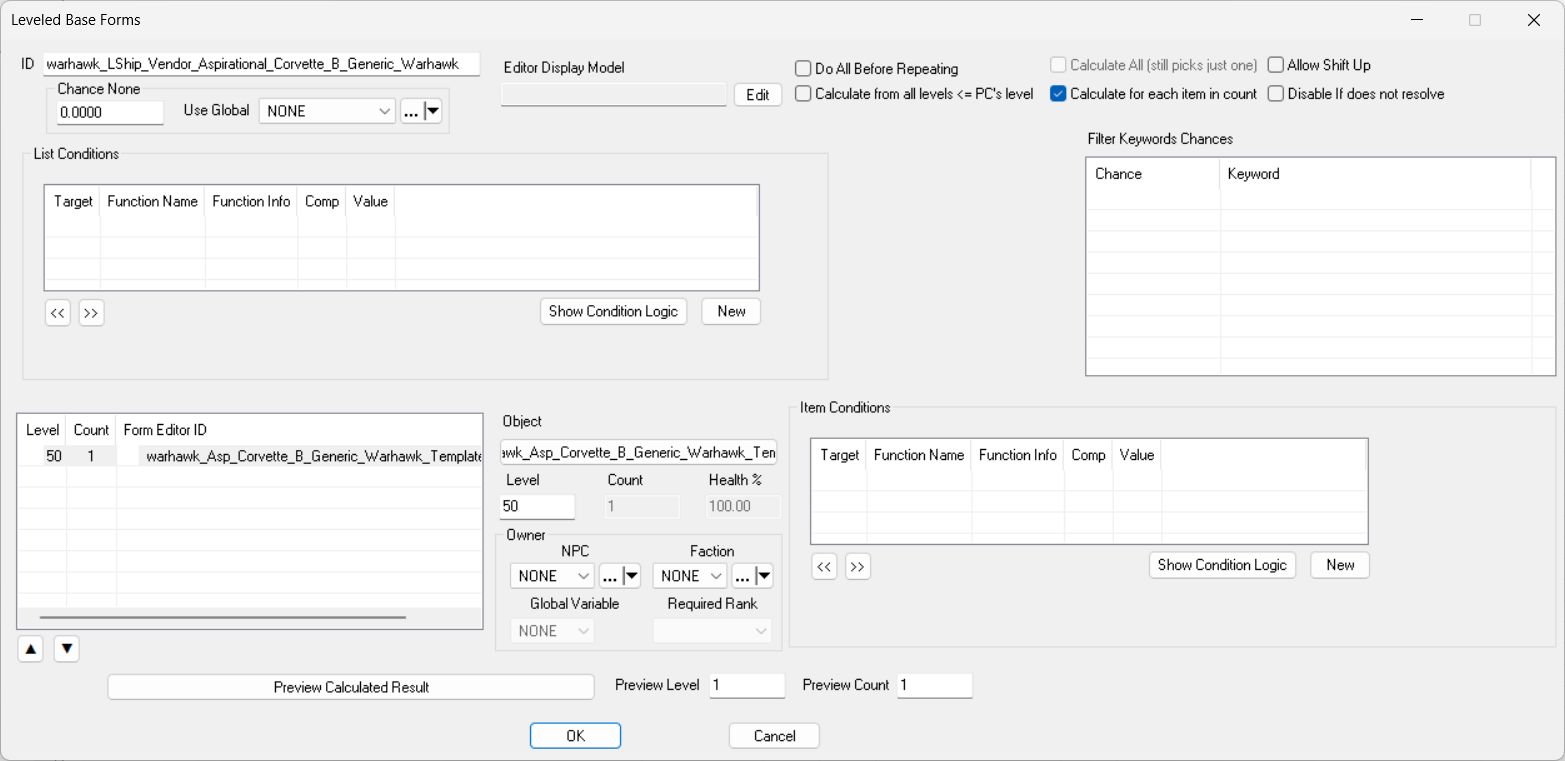 Leveled Base Forms
ID warhawk_LShip_Vendor_Aspirational_Corvette_B_Generic_Warhawk
Editor Display Model
Edit
Do All Before Repeating
Calculate All (still picks just one)
Allow Shift Up
Calculate from all levels <= PC's level
Calculate for each item in count
Disable If does not resolve
Chance None
0.0000
Use Global NONE ...
Filter Keywords Chances
Chance Keyword
List Conditions
Target Function Name Function Info Comp Value
<< >>
Show Condition Logic New
Level Count Form Editor ID
50 1 warhawk_Asp_Corvette_B_Generic_Warhawk_Template
Object
awk_Asp_Corvette_B_Generic_Warhawk_Ten
Level Count Health %
50 1 100.00
Owner
NPC Faction
NONE ... NONE ...
Global Variable Required Rank
NONE
Item Conditions
Target Function Name Function Info Comp Value
<< >>
Show Condition Logic New
Preview Calculated Result
Preview Level 1
Preview Count 1
OK Cancel